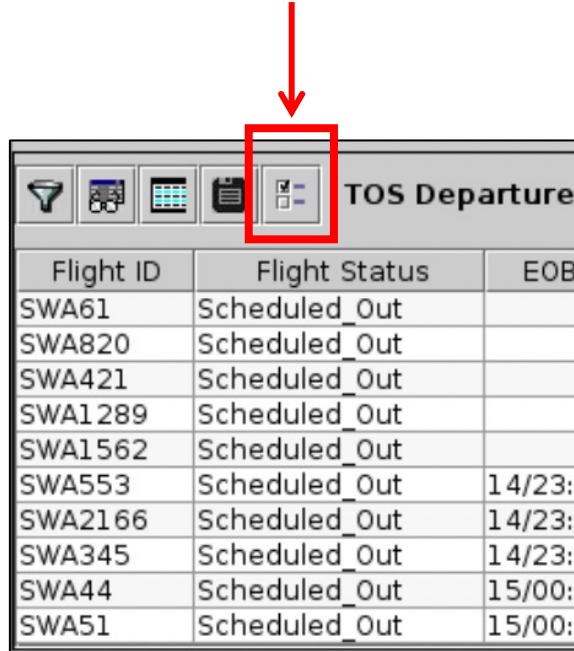 TOS Departure
Flight ID Flight Status EOB
SWA61 Scheduled_Out
SWA820 Scheduled_Out
SWA421 Scheduled_Out
SWA1289 Scheduled_Out
SWA1562 Scheduled_Out
SWA553 Scheduled_Out 14/23:
SWA2166 Scheduled_Out 14/23:
SWA345 Scheduled_Out 14/23:
SWA44 Scheduled_Out 15/00:
SWA51 Scheduled_Out 15/00: